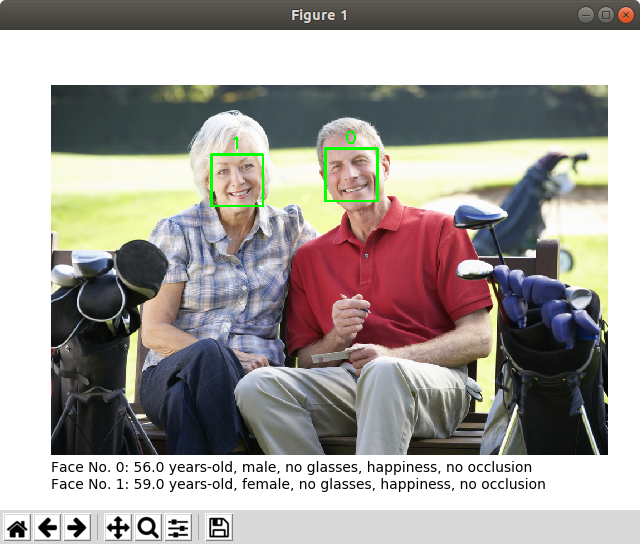 Figure 1
1
0
Face No. 0: 56.0 years-old, male, no glasses, happiness, no occlusion
Face No. 1: 59.0 years-old, female, no glasses, happiness, no occlusion